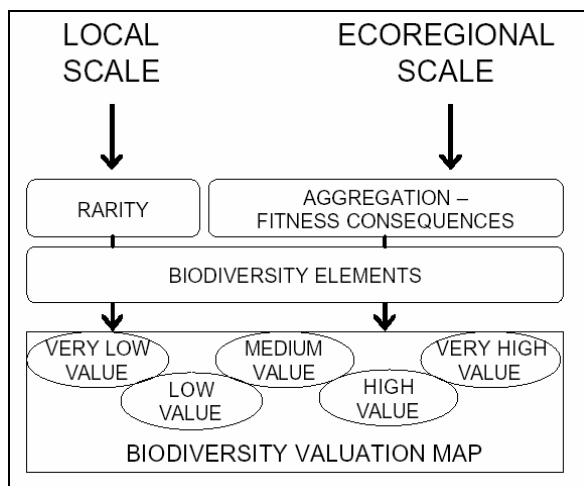 LOCAL
SCALE
ECOREGIONAL
SCALE
RARITY
AGGREGATION –
FITNESS CONSEQUENCES
BIODIVERSITY ELEMENTS
VERY LOW
VALUE
LOW
VALUE
MEDIUM
VALUE
HIGH
VALUE
VERY HIGH
VALUE
BIODIVERSITY VALUATION MAP